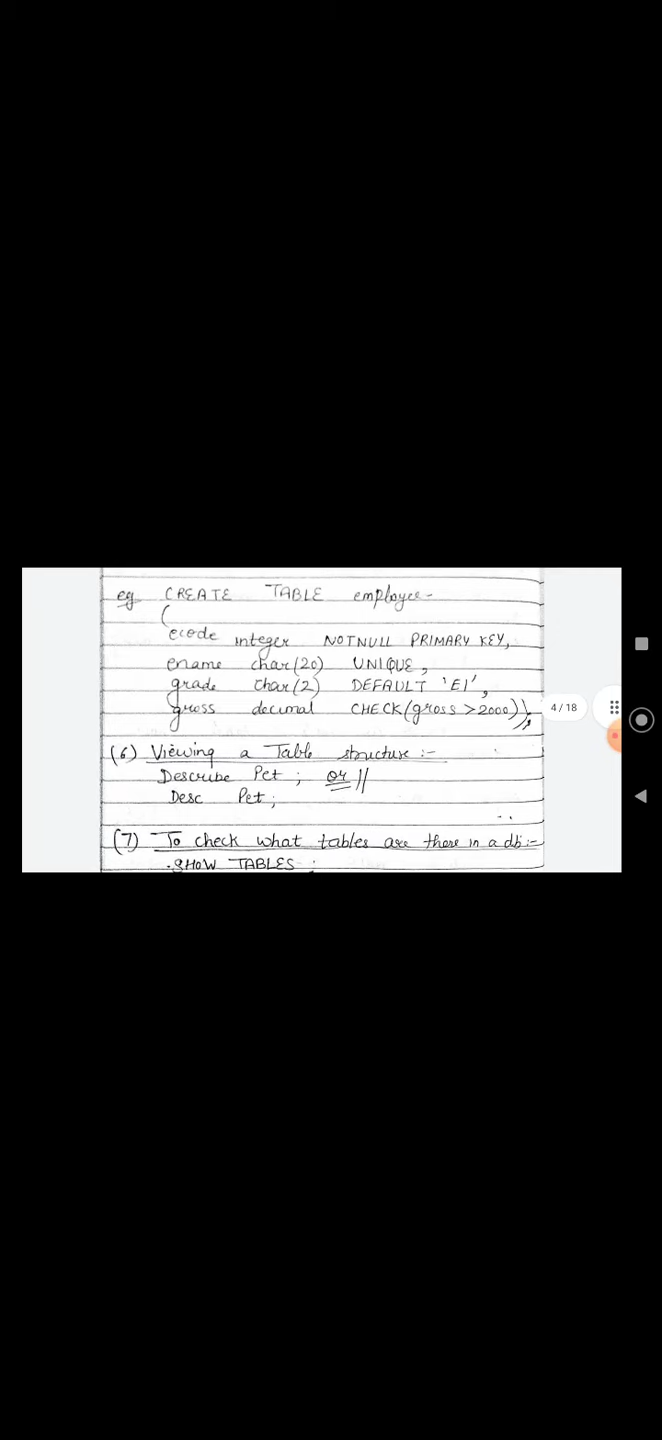 eg CREATE TABLE employee-
(
ecode integer NOTNULL PRIMARY KEY,
ename char(20) UNIQUE,
grade char(2) DEFAULT 'E1',
gross decimal CHECK(gross >2000));
4 / 18
(6) Viewing a Table structure :-
Describe Pet ; or //
Desc Pet ;
(7) To check what tables are there in a db :-
SHOW TABLES ;